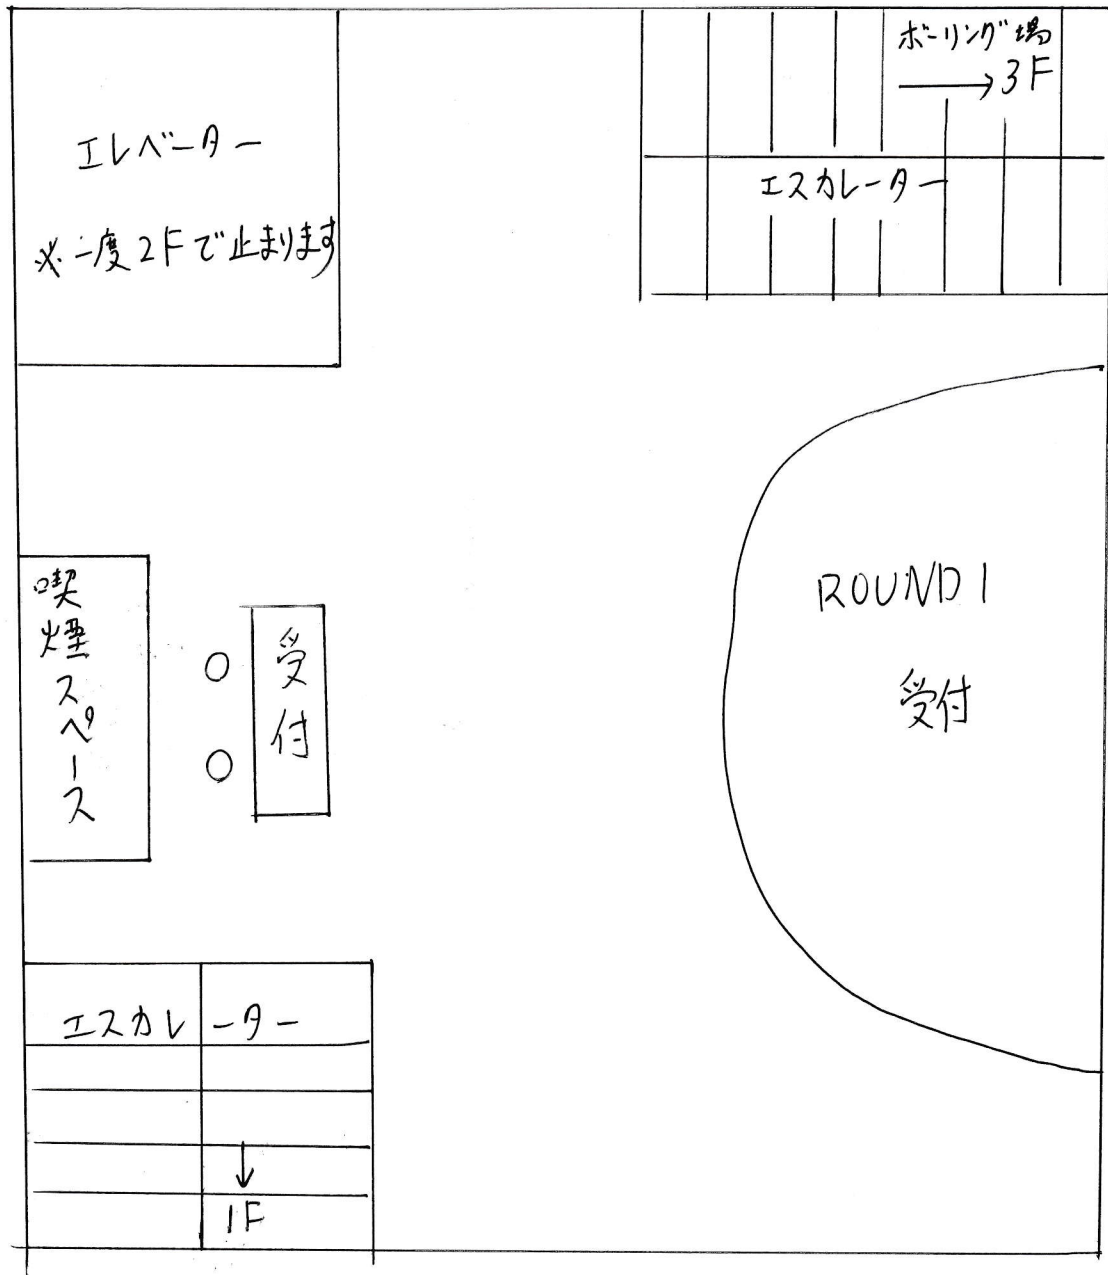 エレベーター
※一度2Fで止まります
ボーリング場
→3F
エスカレーター
ROUND1
受付
喫煙スペース
受付
エスカレーター
↓
1F